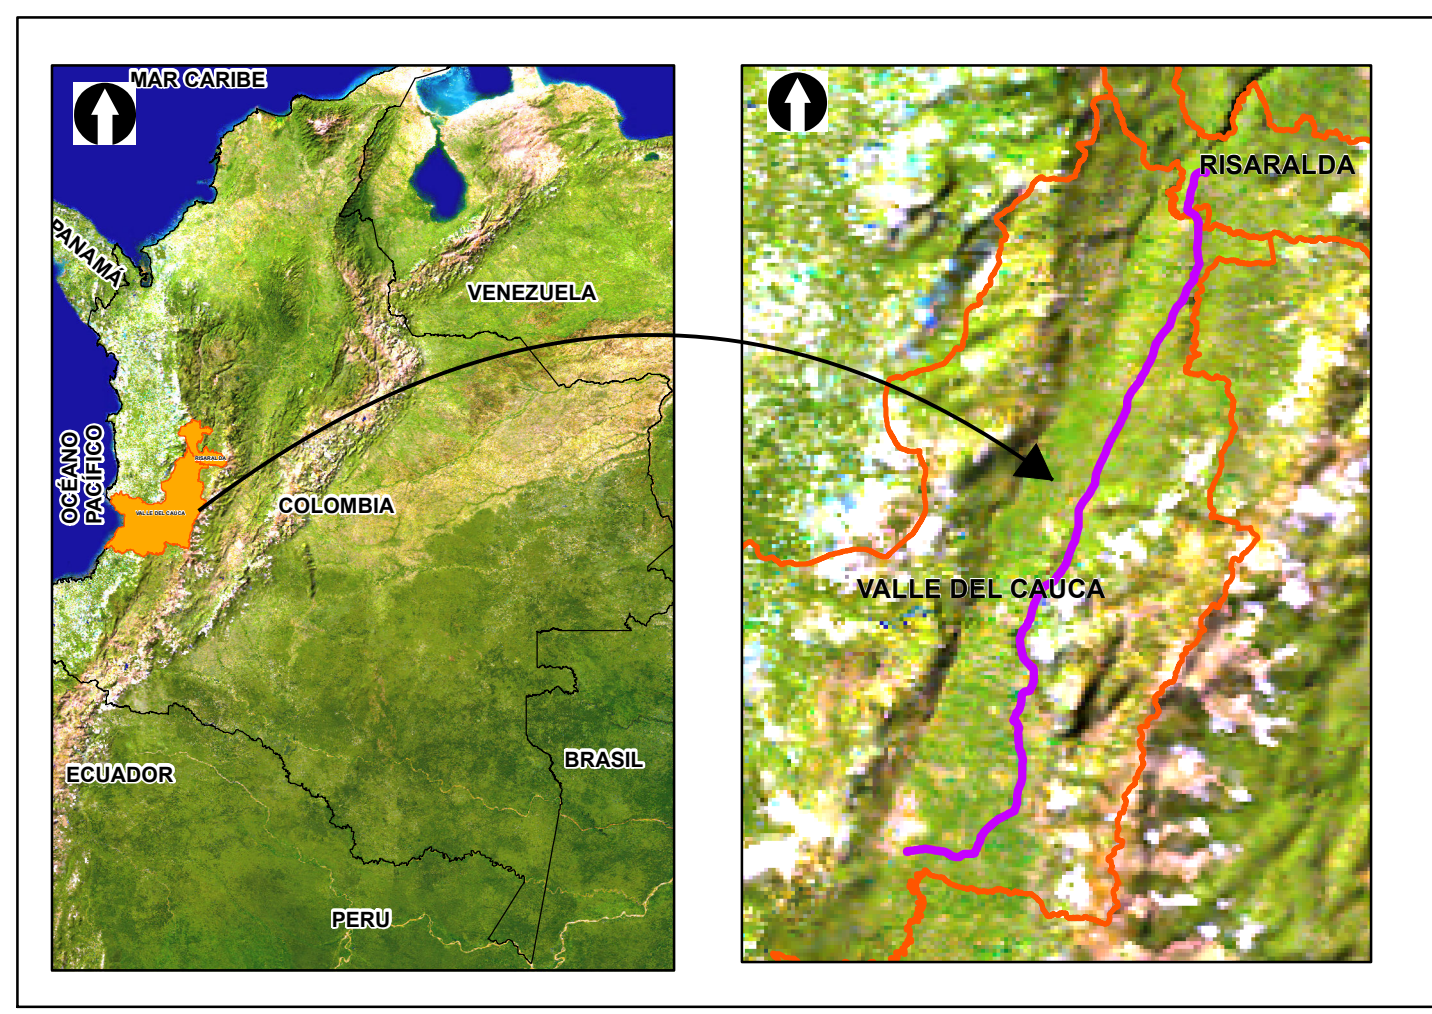 MAR CARIBE
PANAMÁ
VENEZUELA
OCÉANO
PACÍFICO
RISARALDA
VALLE DEL CAUCA
COLOMBIA
BRASIL
ECUADOR
PERU
RISARALDA
VALLE DEL CAUCA